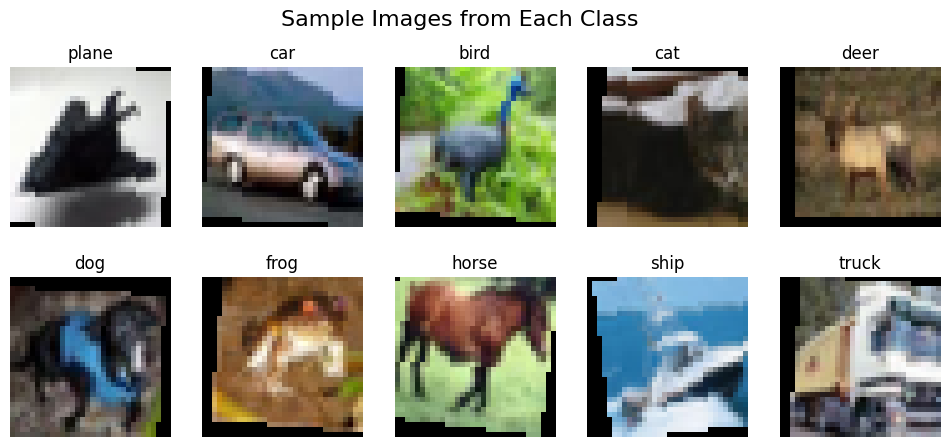 Sample Images from Each Class
plane car bird cat deer
dog frog horse ship truck